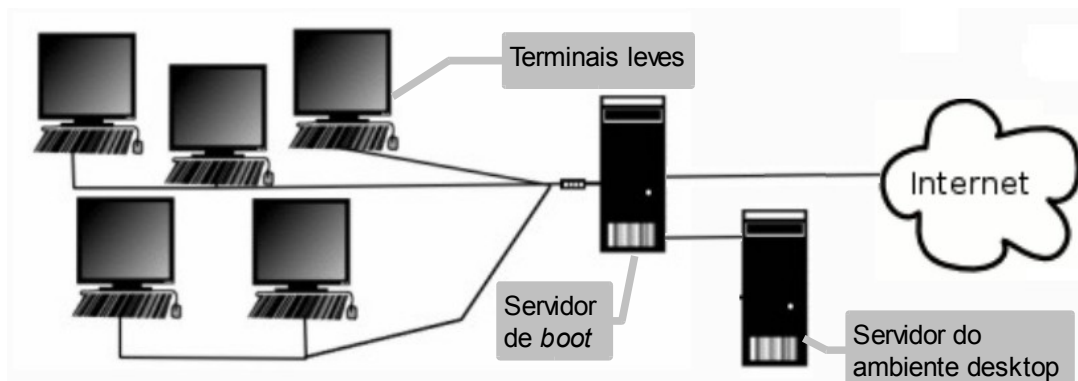 Terminais leves
Internet
Servidor
de boot
Servidor do
ambiente desktop